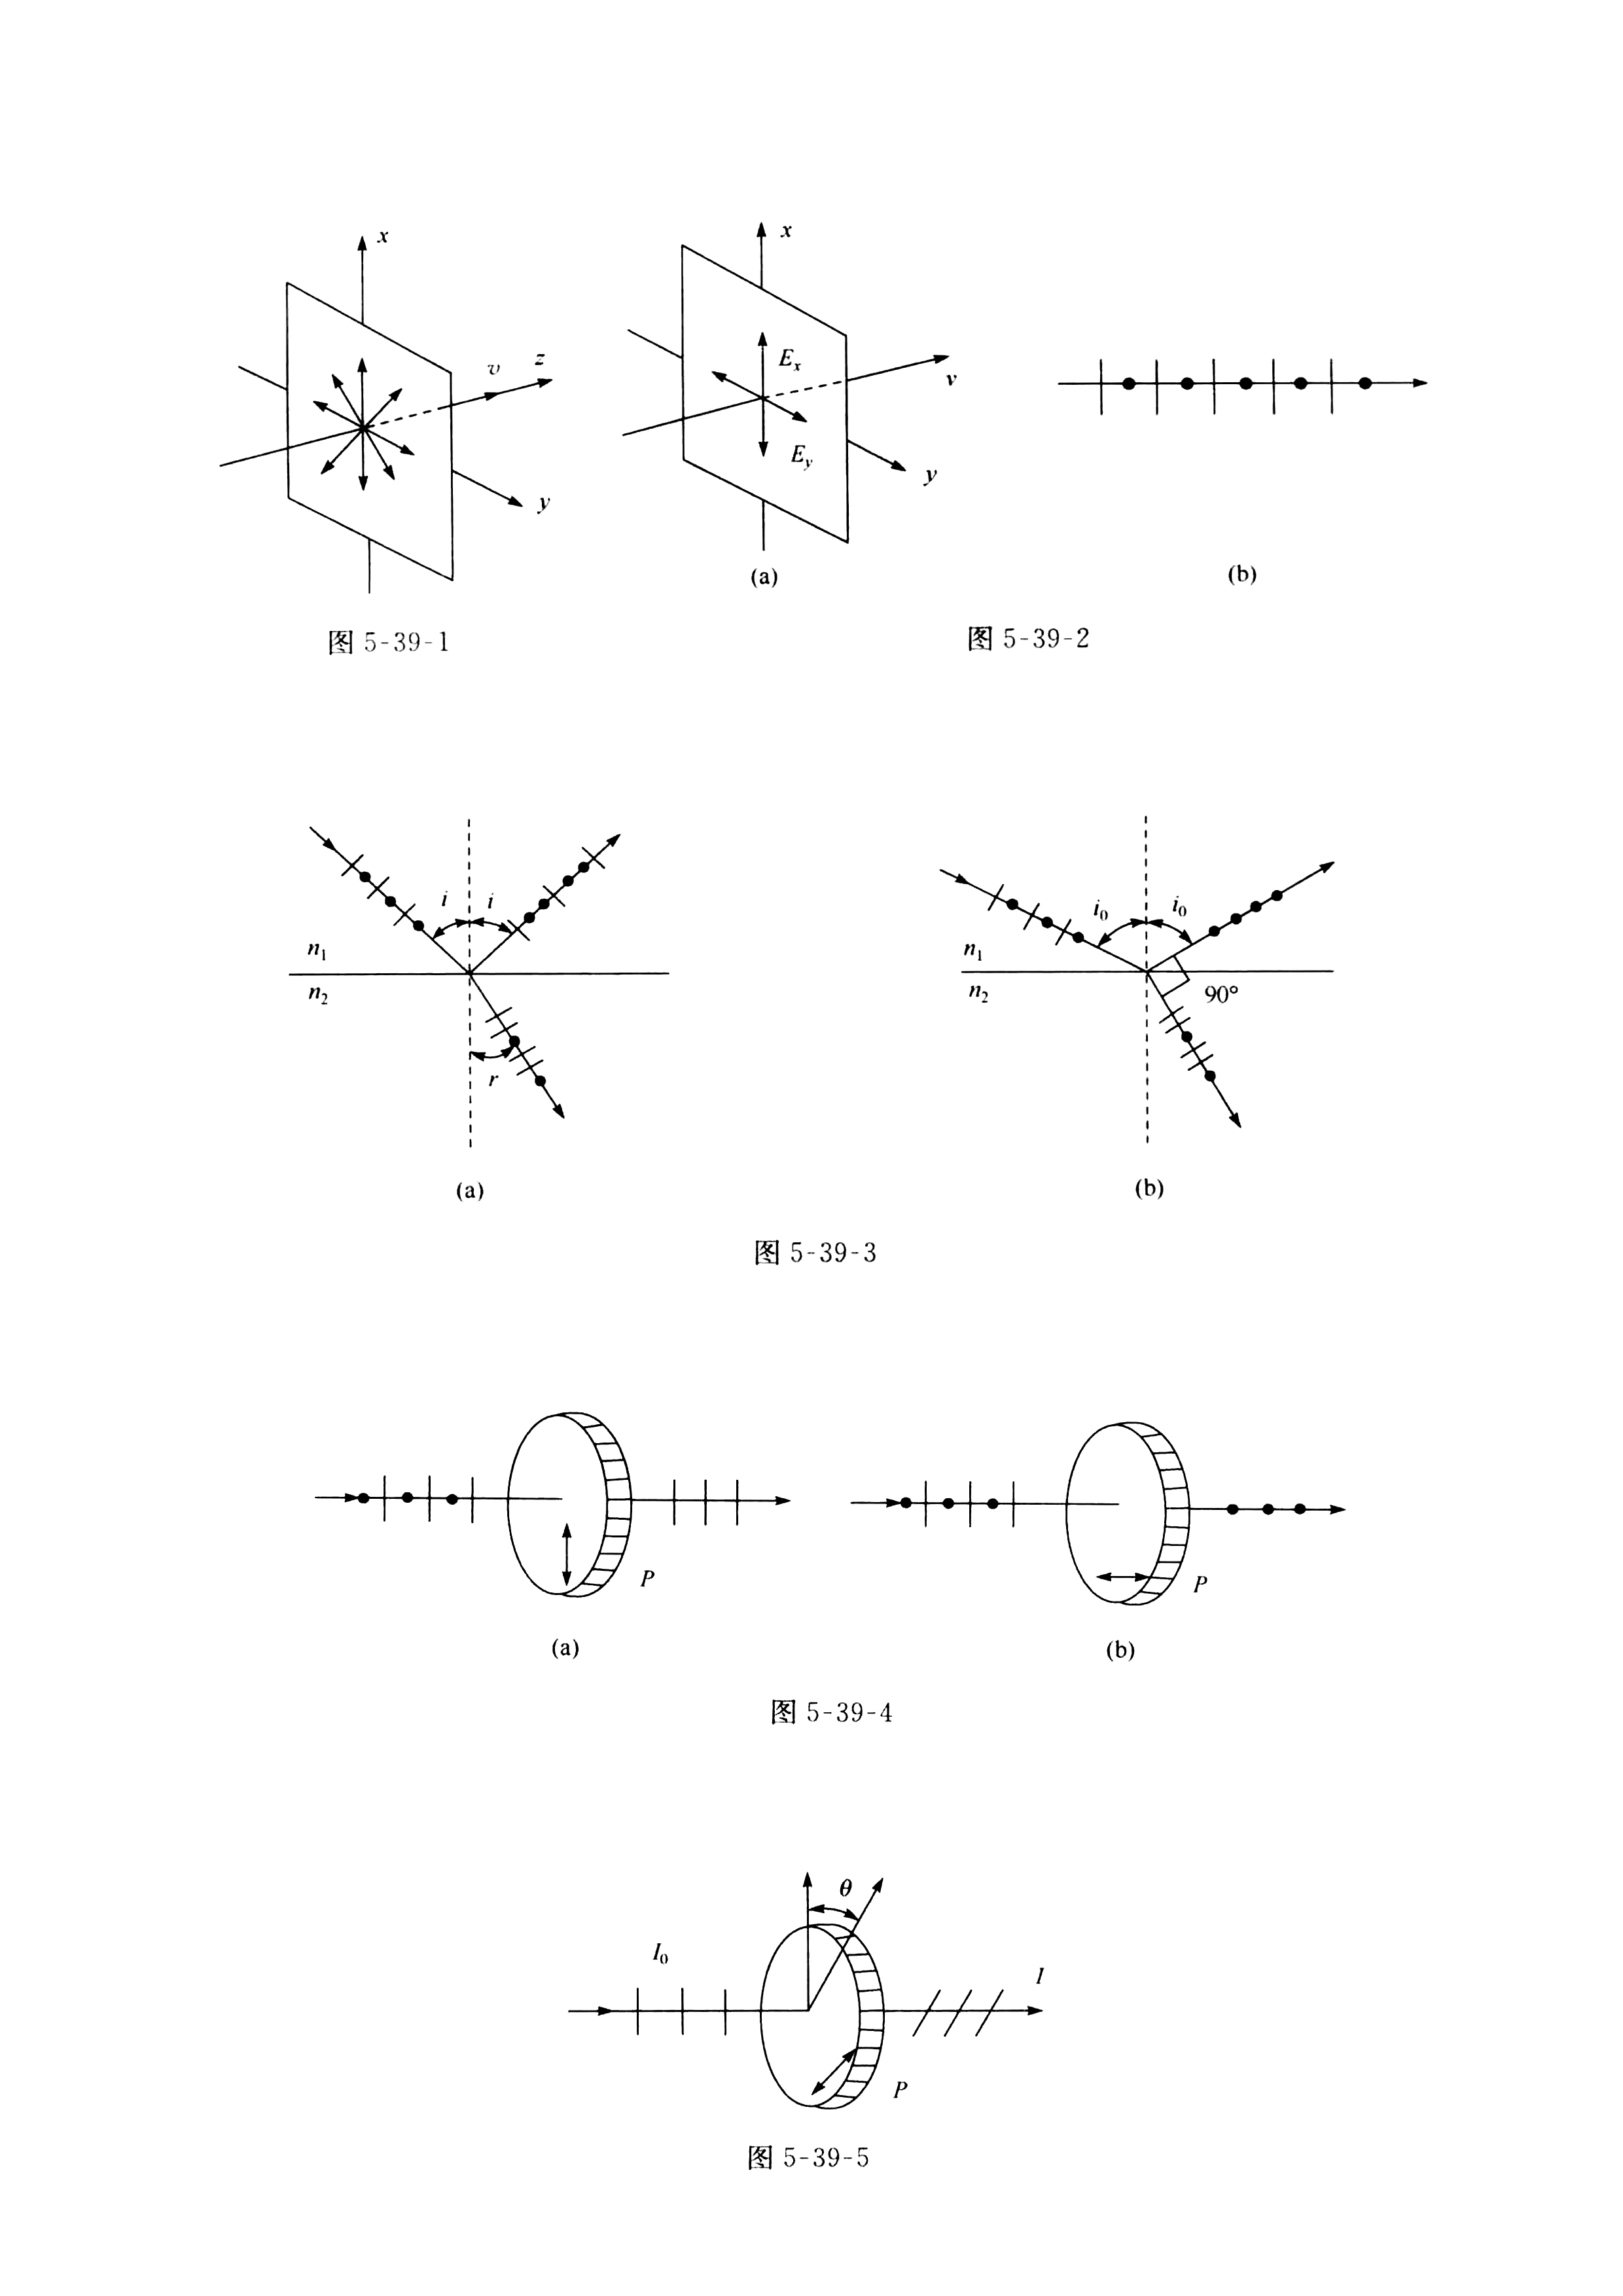 x
v
z
y
图 5-39-1
x
E_x
v
E_y
y
(a)
(b)
图 5-39-2
i
i
n_1
n_2
r
(a)
i_0
i_0
n_1
n_2
90°
(b)
图 5-39-3
P
(a)
P
(b)
图 5-39-4
θ
I_0
I
P
图 5-39-5